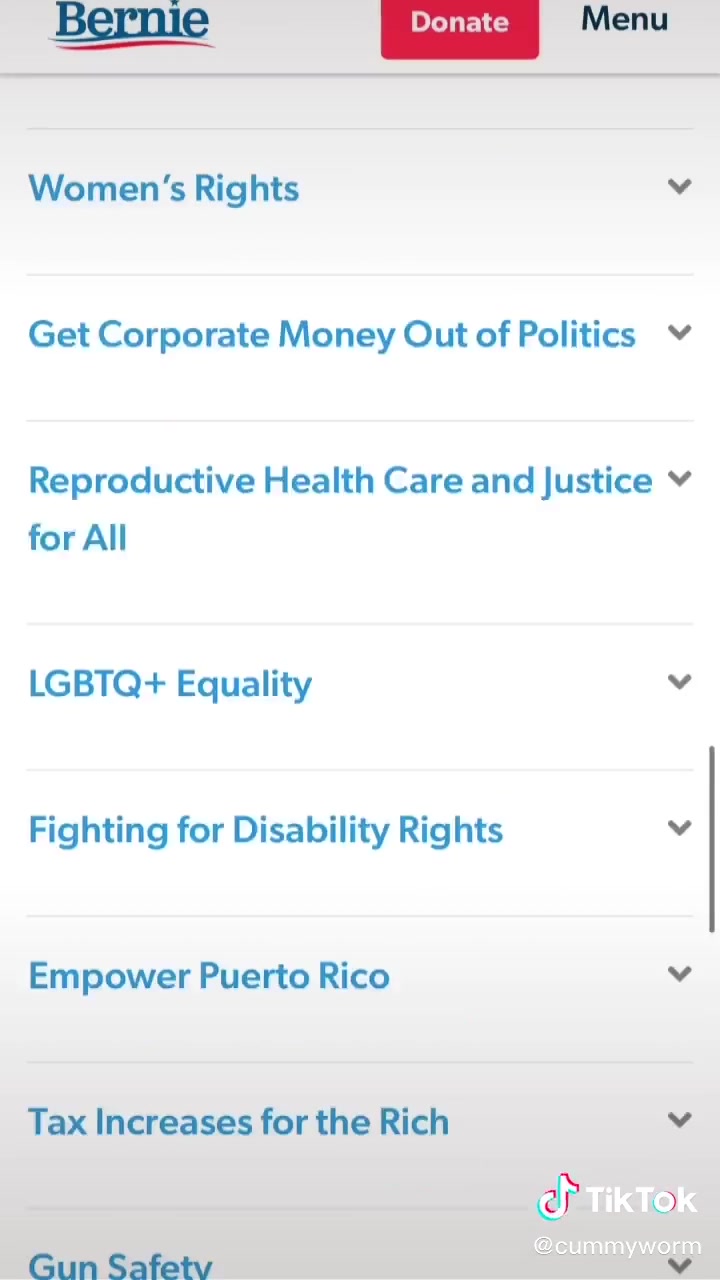 Bernie
Donate
Menu
Women's Rights
Get Corporate Money Out of Politics
Reproductive Health Care and Justice
for All
LGBTQ+ Equality
Fighting for Disability Rights
Empower Puerto Rico
Tax Increases for the Rich
TikTok
@cummyworm
Gun Safety